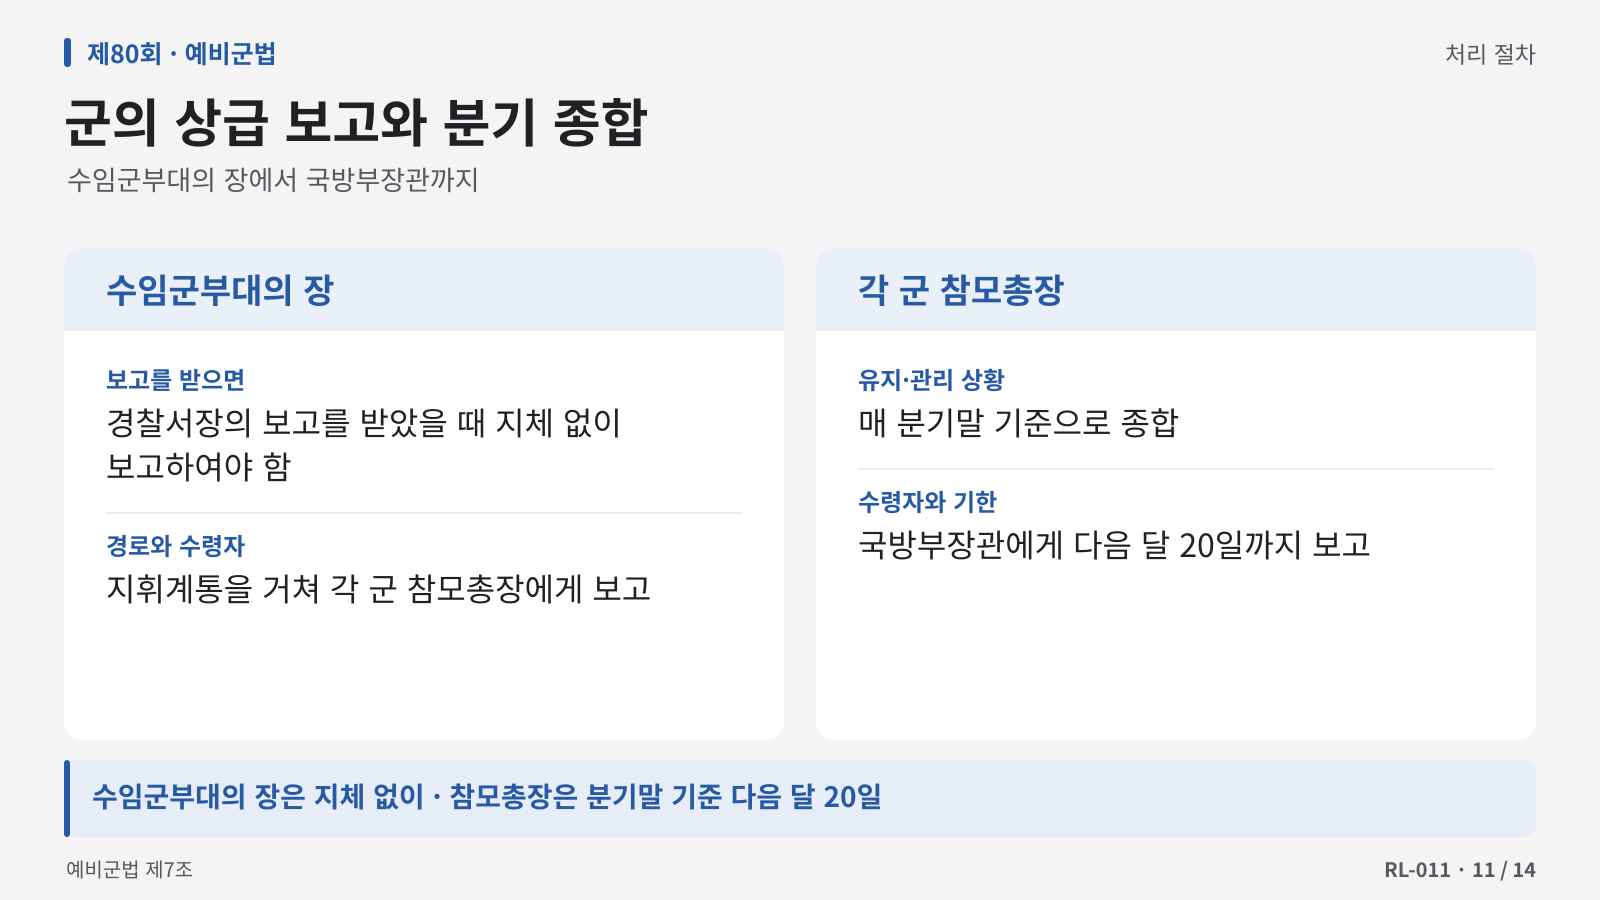 제80회 · 예비군법
처리 절차
군의 상급 보고와 분기 종합
수임군부대의 장에서 국방부장관까지
수임군부대의 장
보고를 받으면
경찰서장의 보고를 받았을 때 지체 없이
보고하여야 함
경로와 수령자
지휘계통을 거쳐 각 군 참모총장에게 보고
각 군 참모총장
유지·관리 상황
매 분기말 기준으로 종합
수령자와 기한
국방부장관에게 다음 달 20일까지 보고
수임군부대의 장은 지체 없이 · 참모총장은 분기말 기준 다음 달 20일
예비군법 제7조
RL-011 · 11 / 14